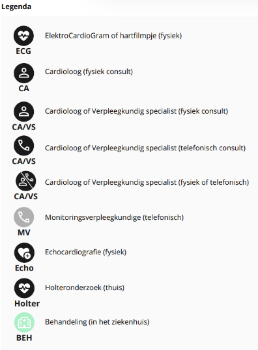 Legenda
ElektroCardioGram of hartfilmpje (fysiek)
ECG
Cardioloog (fysiek consult)
CA
Cardioloog of Verpleegkundig specialist (fysiek consult)
CA/VS
Cardioloog of Verpleegkundig specialist (telefonisch consult)
CA/VS
Cardioloog of Verpleegkundig specialist (fysiek of telefonisch)
CA/VS
Monitoringsverpleegkundige (telefonisch)
MV
Echocardiografie (fysiek)
Echo
Holteronderzoek (thuis)
Holter
Behandeling (in het ziekenhuis)
BEH